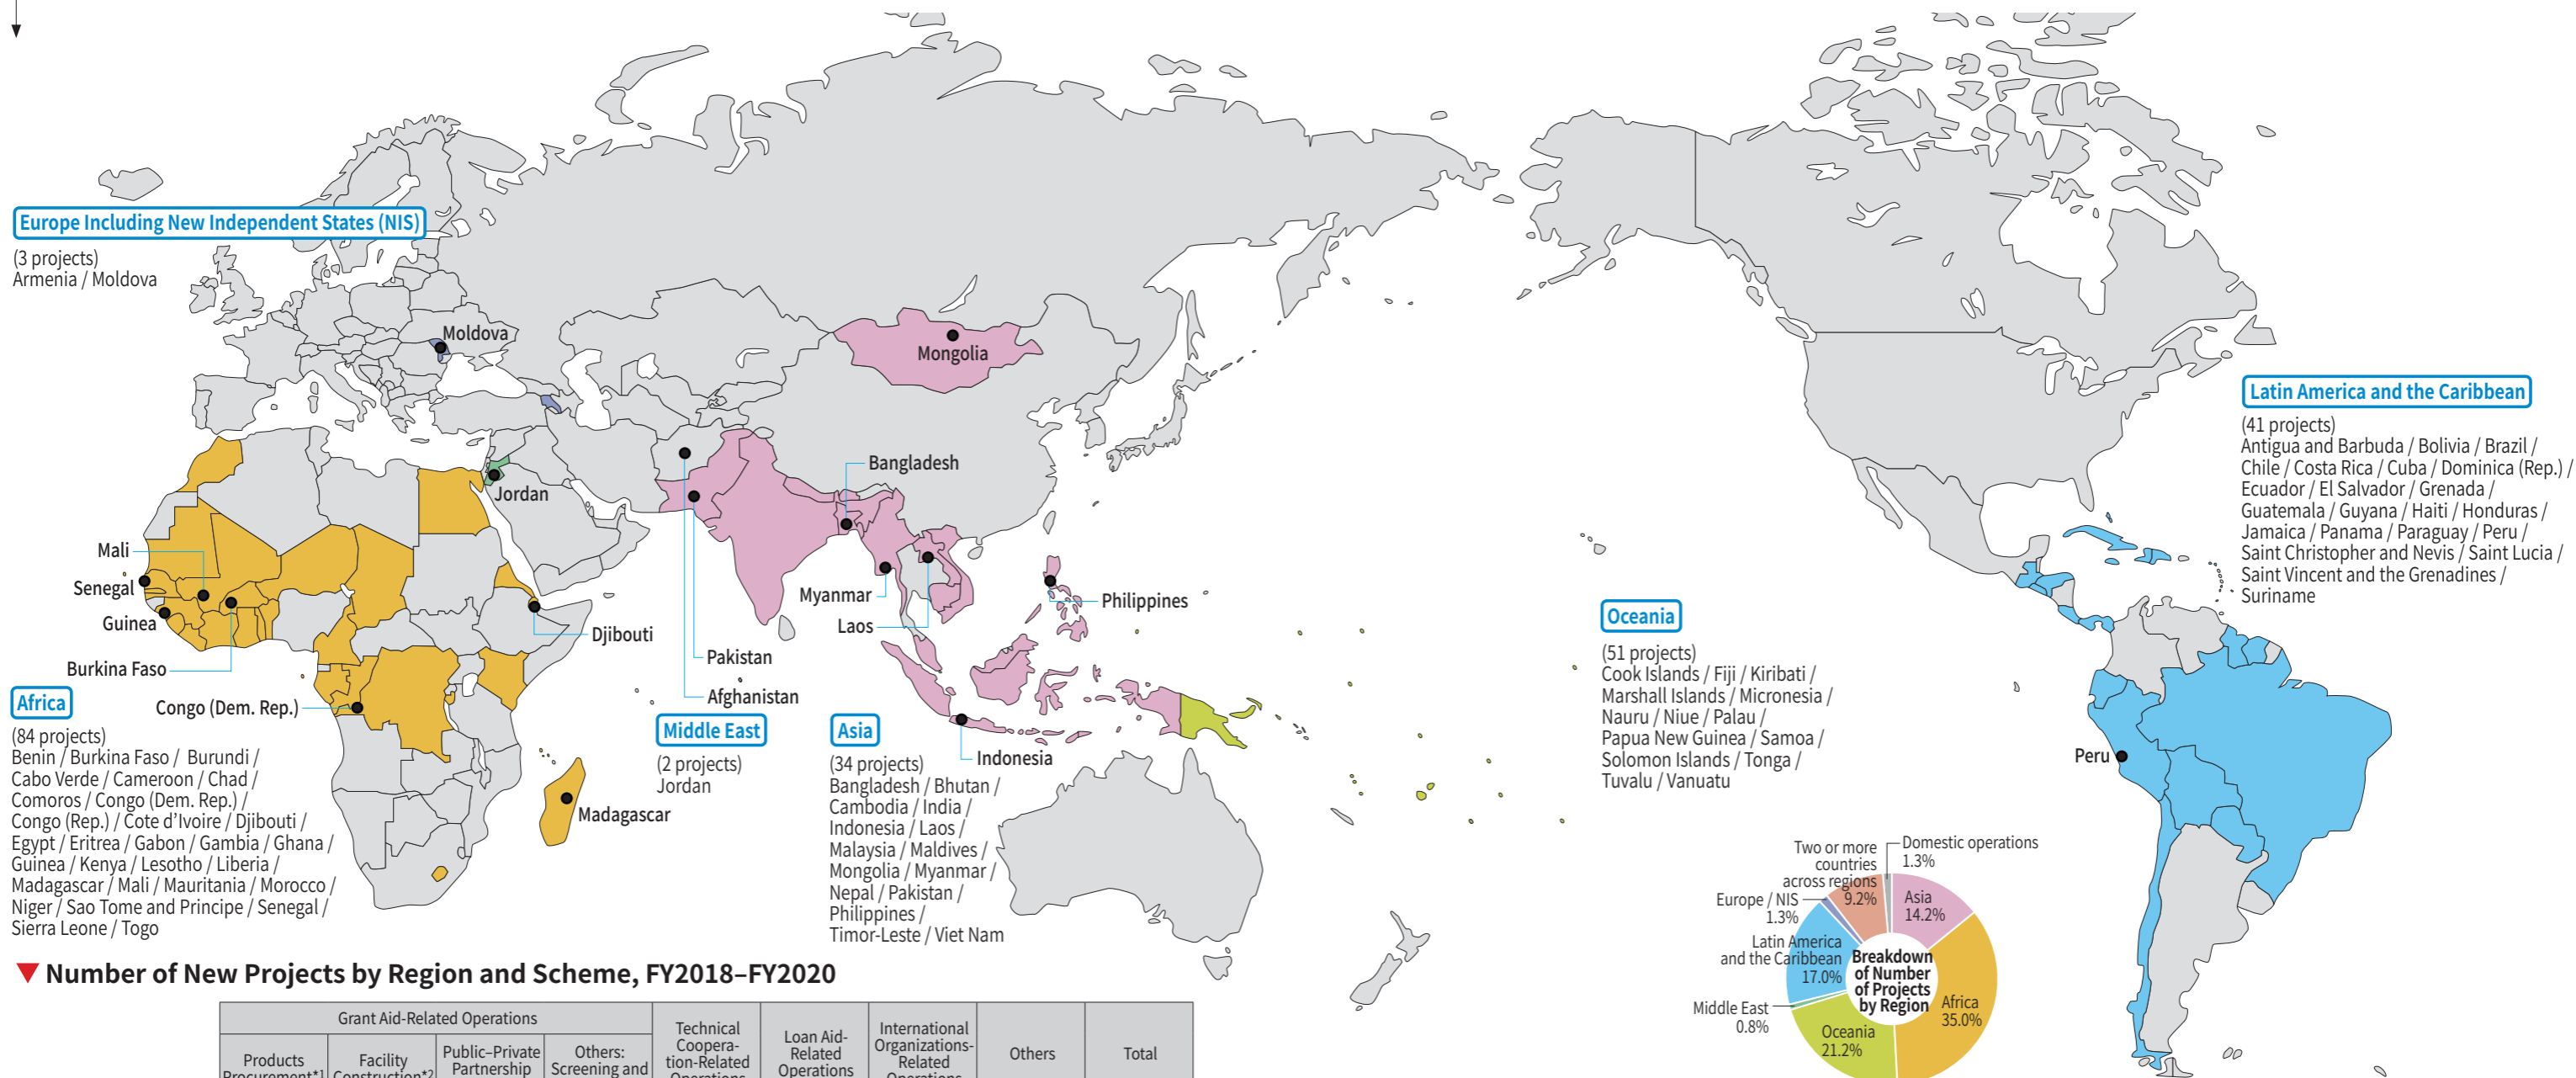 Europe Including New Independent States (NIS)
(3 projects)
Armenia / Moldova
Moldova
Mongolia
Jordan
Bangladesh
Mali
Senegal
Guinea
Burkina Faso
Congo (Dem. Rep.)
Djibouti
Pakistan
Afghanistan
Myanmar
Laos
Philippines
Indonesia
Madagascar
Peru
Africa
(84 projects)
Benin / Burkina Faso / Burundi /
Cabo Verde / Cameroon / Chad /
Comoros / Congo (Dem. Rep.) /
Congo (Rep.) / Cote d'Ivoire / Djibouti /
Egypt / Eritrea / Gabon / Gambia / Ghana /
Guinea / Kenya / Lesotho / Liberia /
Madagascar / Mali / Mauritania / Morocco /
Niger / Sao Tome and Principe / Senegal /
Sierra Leone / Togo
Middle East
(2 projects)
Jordan
Asia
(34 projects)
Bangladesh / Bhutan /
Cambodia / India /
Indonesia / Laos /
Malaysia / Maldives /
Mongolia / Myanmar /
Nepal / Pakistan /
Philippines /
Timor-Leste / Viet Nam
Oceania
(51 projects)
Cook Islands / Fiji / Kiribati /
Marshall Islands / Micronesia /
Nauru / Niue / Palau /
Papua New Guinea / Samoa /
Solomon Islands / Tonga /
Tuvalu / Vanuatu
Latin America and the Caribbean
(41 projects)
Antigua and Barbuda / Bolivia / Brazil /
Chile / Costa Rica / Cuba / Dominica (Rep.) /
Ecuador / El Salvador / Grenada /
Guatemala / Guyana / Haiti / Honduras /
Jamaica / Panama / Paraguay / Peru /
Saint Christopher and Nevis / Saint Lucia /
Saint Vincent and the Grenadines /
Suriname
Two or more
countries
across regions
9.2%
Domestic operations
1.3%
Europe / NIS
1.3%
Asia
14.2%
Latin America
and the Caribbean
17.0%
Breakdown
of Number
of Projects
by Region
Middle East
0.8%
Africa
35.0%
Oceania
21.2%
▼ Number of New Projects by Region and Scheme, FY2018–FY2020
Grant Aid-Related Operations
Products
Procurement*1
Facility
Construction*2
Public–Private
Partnership
Others:
Screening and
Technical
Coopera-
tion-Related
Operations
Loan Aid-
Related
Operations
International
Organizations-
Related
Operations
Others
Total